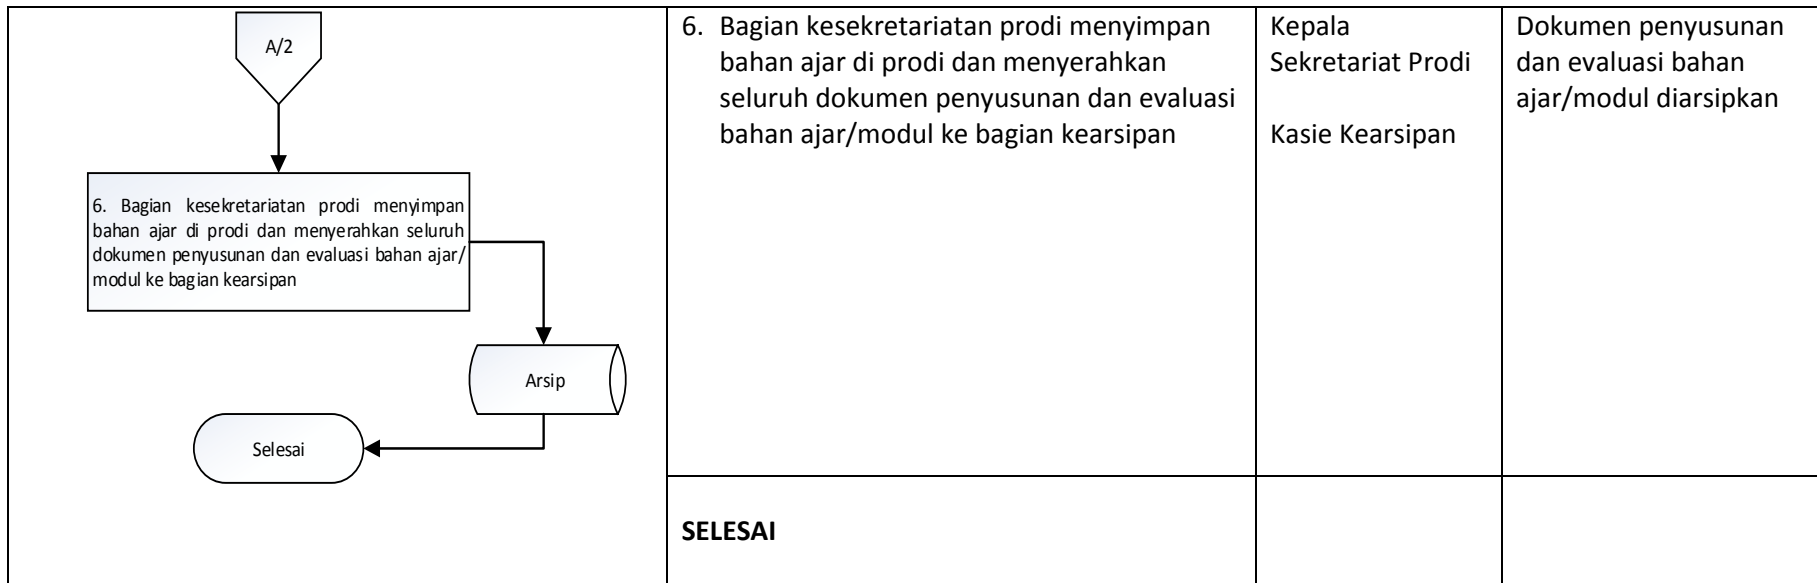 A/2
6. Bagian kesekretariatan prodi menyimpan
bahan ajar di prodi dan menyerahkan seluruh
dokumen penyusunan dan evaluasi bahan ajar/
modul ke bagian kearsipan
Arsip
Selesai
6. Bagian kesekretariatan prodi menyimpan
bahan ajar di prodi dan menyerahkan
seluruh dokumen penyusunan dan evaluasi
bahan ajar/modul ke bagian kearsipan
Kepala
Sekretariat Prodi
Kasie Kearsipan
Dokumen penyusunan
dan evaluasi bahan
ajar/modul diarsipkan
SELESAI